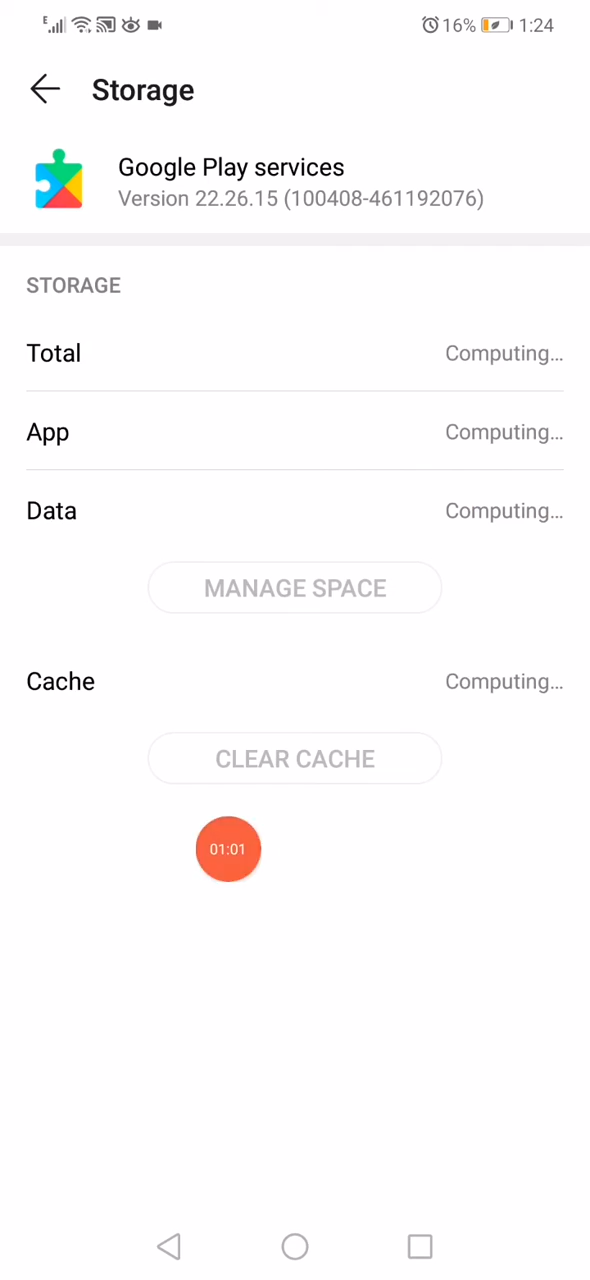 E 16% 1:24
Storage
Google Play services
Version 22.26.15 (100408-461192076)
STORAGE
Total Computing...
App Computing...
Data Computing...
MANAGE SPACE
Cache Computing...
CLEAR CACHE
01:01